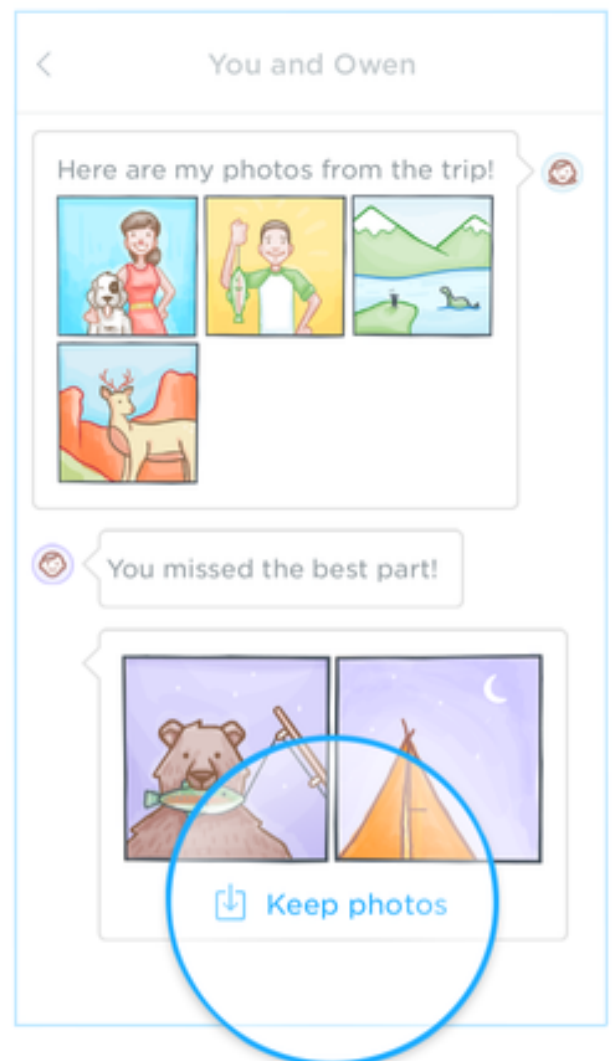 You and Owen
Here are my photos from the trip!
You missed the best part!
Keep photos